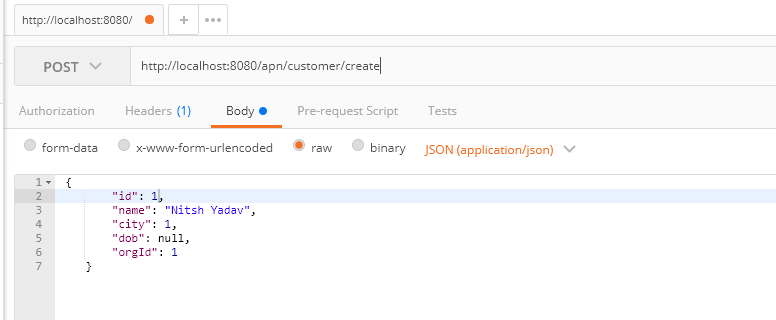 http://localhost:8080/
+
•••
POST
http://localhost:8080/apn/customer/create
Authorization Headers (1) Body Pre-request Script Tests
form-data x-www-form-urlencoded raw binary JSON (application/json)
1 {
2 "id": 1,
3 "name": "Nitsh Yadav",
4 "city": 1,
5 "dob": null,
6 "orgId": 1
7 }